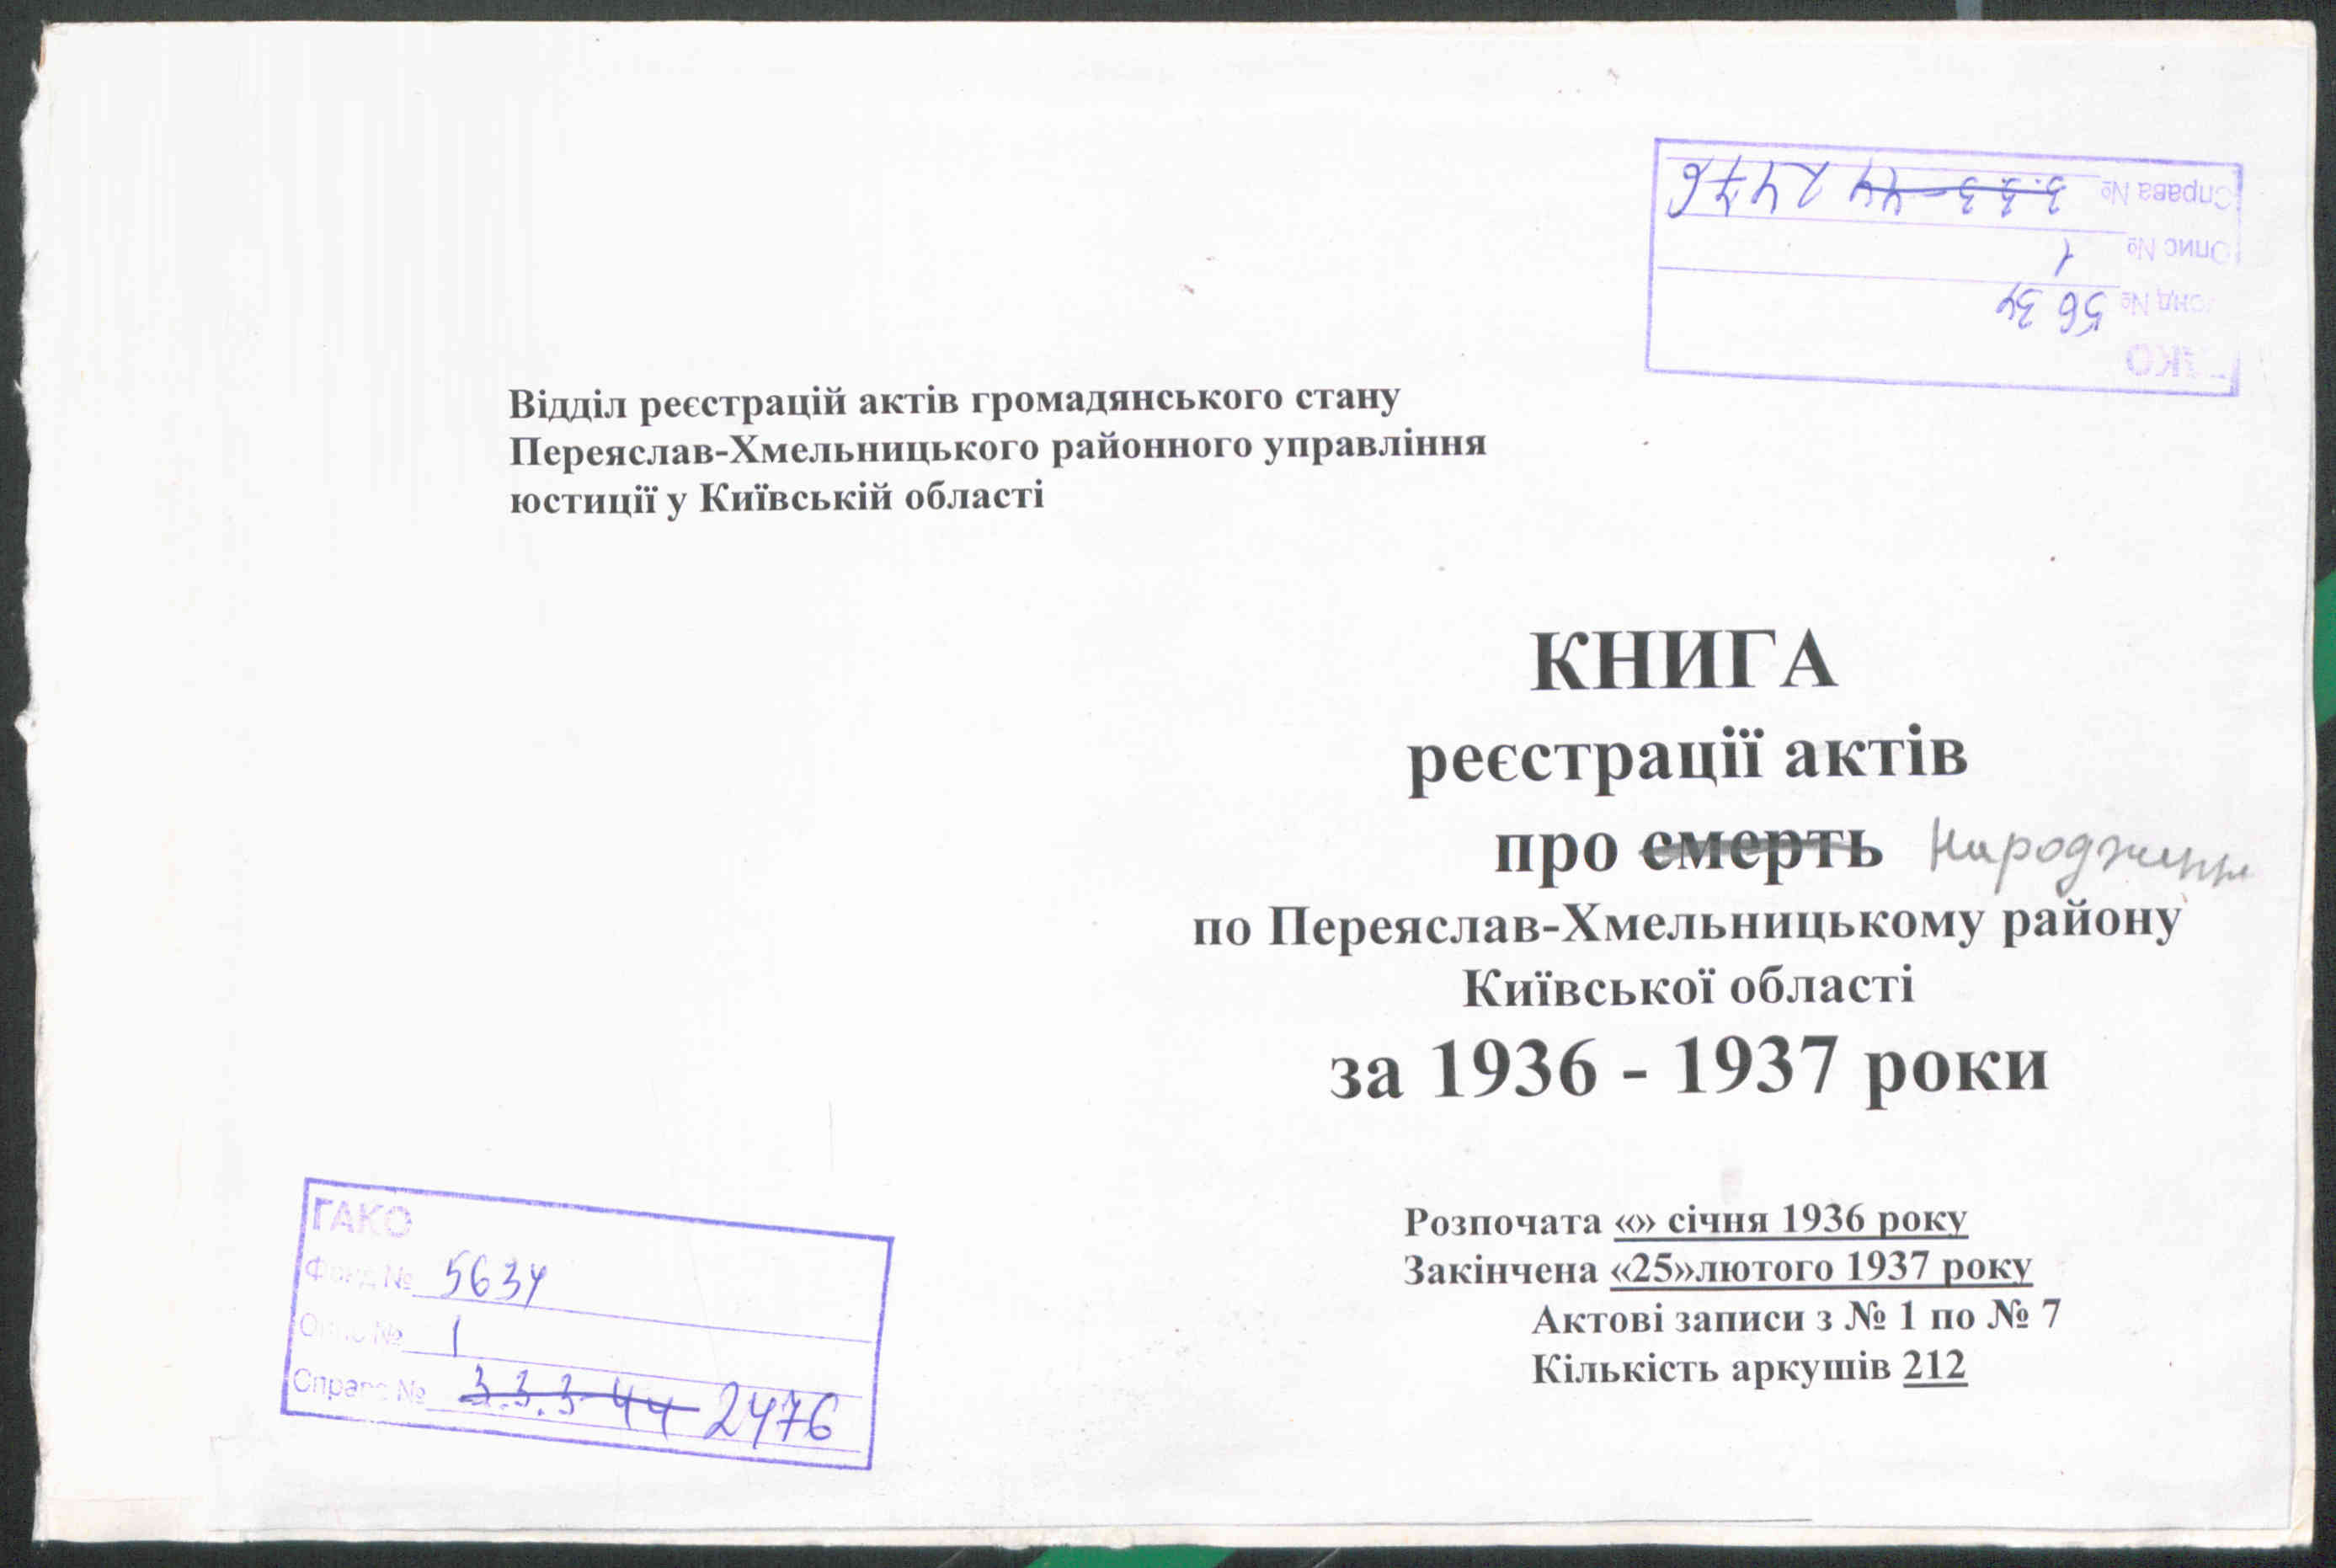 Справа № 3.3.3-44 2476
Опис № 1
Фонд № 5634
Відділ реєстрацій актів громадянського стану
Переяслав-Хмельницького районного управління
юстиції у Київській області
КНИГА
реєстрації актів
про смерть народження
по Переяслав-Хмельницькому району
Київської області
за 1936 - 1937 роки
Розпочата «» січня 1936 року
Закінчена «25»лютого 1937 року
Актові записи з № 1 по № 7
Кількість аркушів 212
ГАКО
Фонд № 5634
Опис № 1
Справа № 3.3.3-44 2476